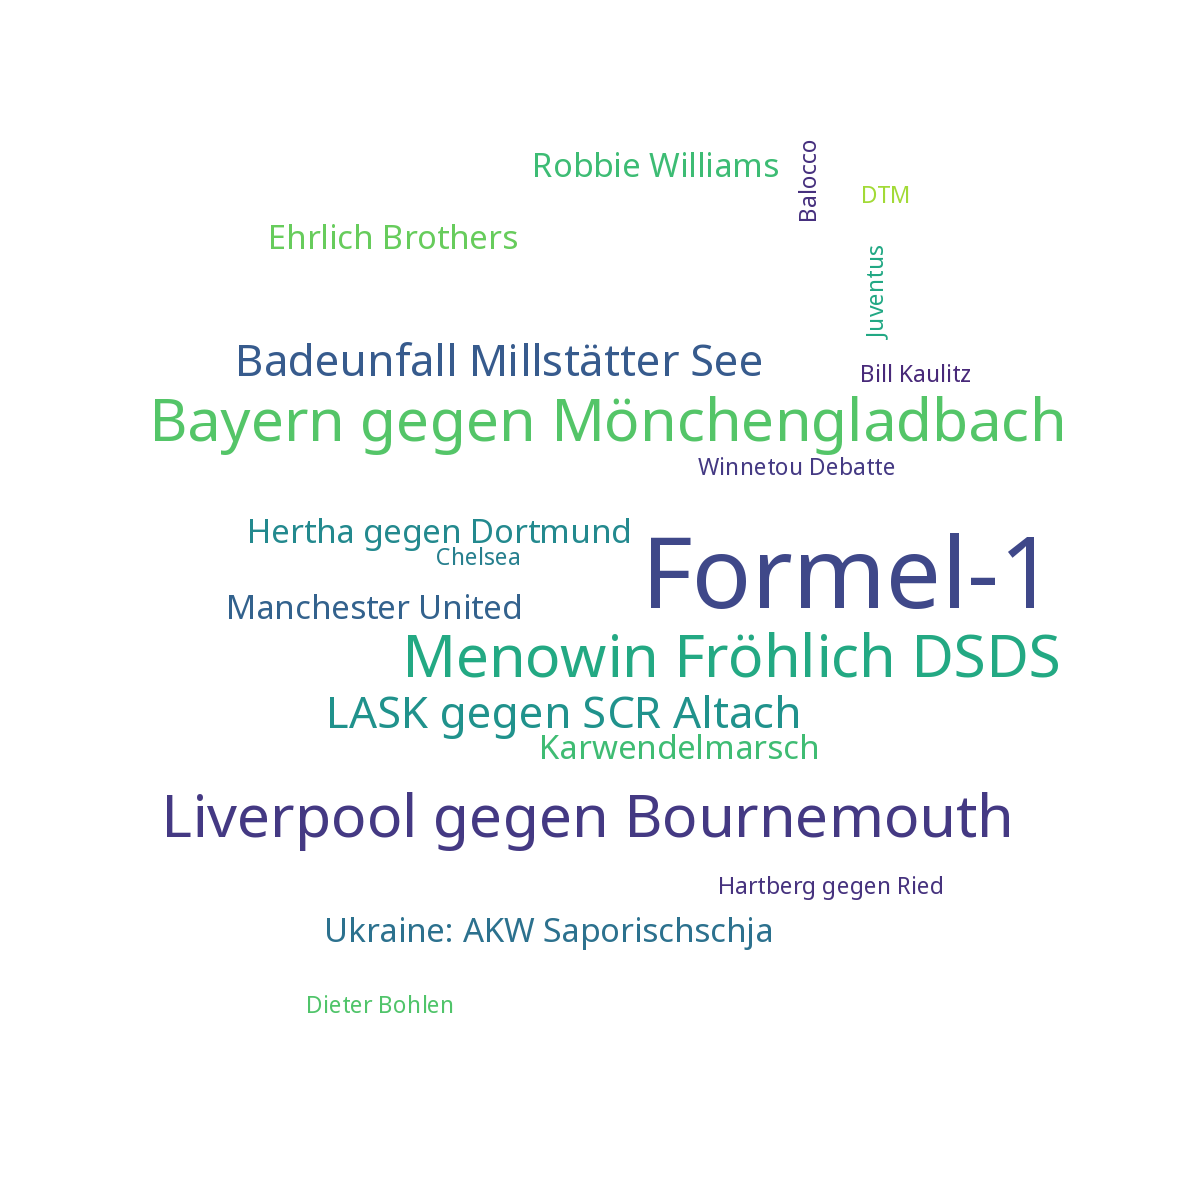 Robbie Williams
Balocco
DTM
Ehrlich Brothers
Juventus
Badeunfall Millstätter See
Bill Kaulitz
Bayern gegen Mönchengladbach
Winnetou Debatte
Hertha gegen Dortmund
Chelsea
Formel-1
Manchester United
Menowin Fröhlich DSDS
LASK gegen SCR Altach
Karwendelmarsch
Liverpool gegen Bournemouth
Hartberg gegen Ried
Ukraine: AKW Saporischschja
Dieter Bohlen